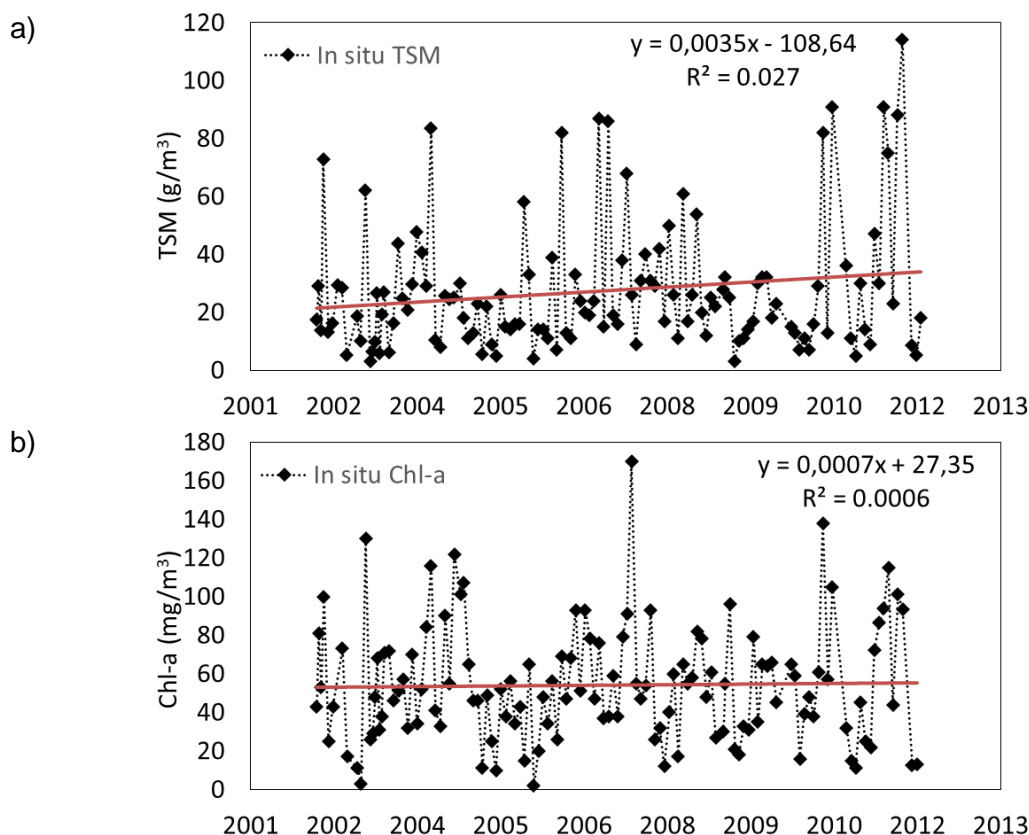 a)
120
100
80
60
40
20
0
TSM (g/m³)
In situ TSM
y = 0,0035x - 108,64
R² = 0.027
2001 2002 2004 2005 2006 2008 2009 2010 2012 2013
b)
180
160
140
120
100
80
60
40
20
0
Chl-a (mg/m³)
In situ Chl-a
y = 0,0007x + 27,35
R² = 0.0006
2001 2002 2004 2005 2006 2008 2009 2010 2012 2013